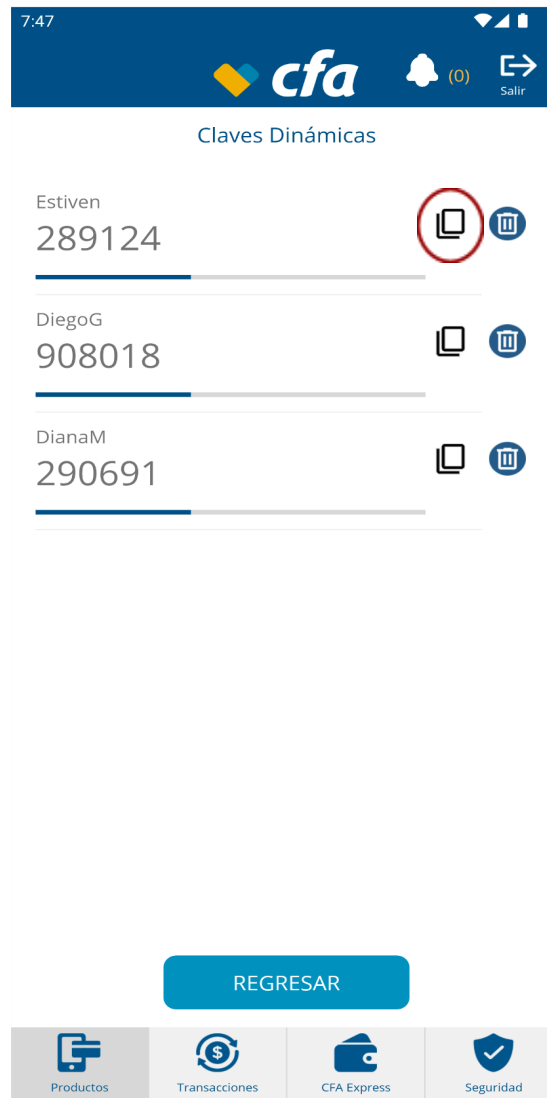 7:47
cfa
(0)
Salir
Claves Dinámicas
Estiven
289124
DiegoG
908018
DianaM
290691
REGRESAR
$
Productos Transacciones CFA Express Seguridad